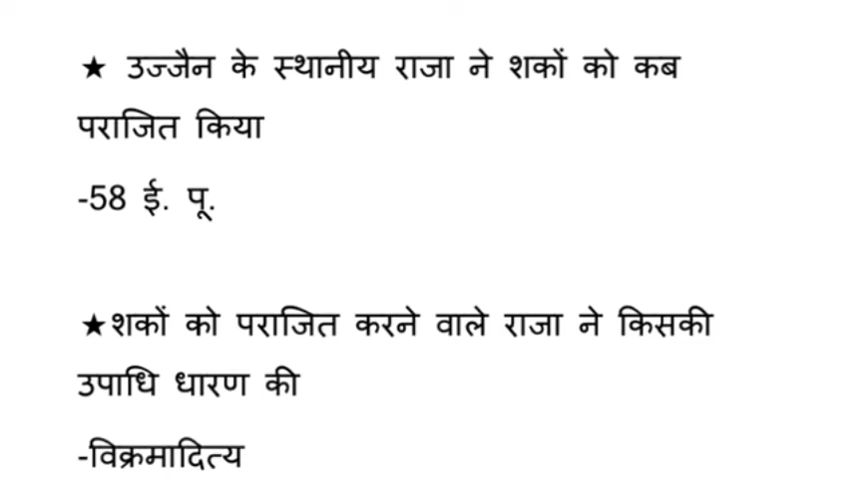 ★ उज्जैन के स्थानीय राजा ने शकों को कब
पराजित किया
-58 ई. पू.
★शकों को पराजित करने वाले राजा ने किसकी
उपाधि धारण की
-विक्रमादित्य